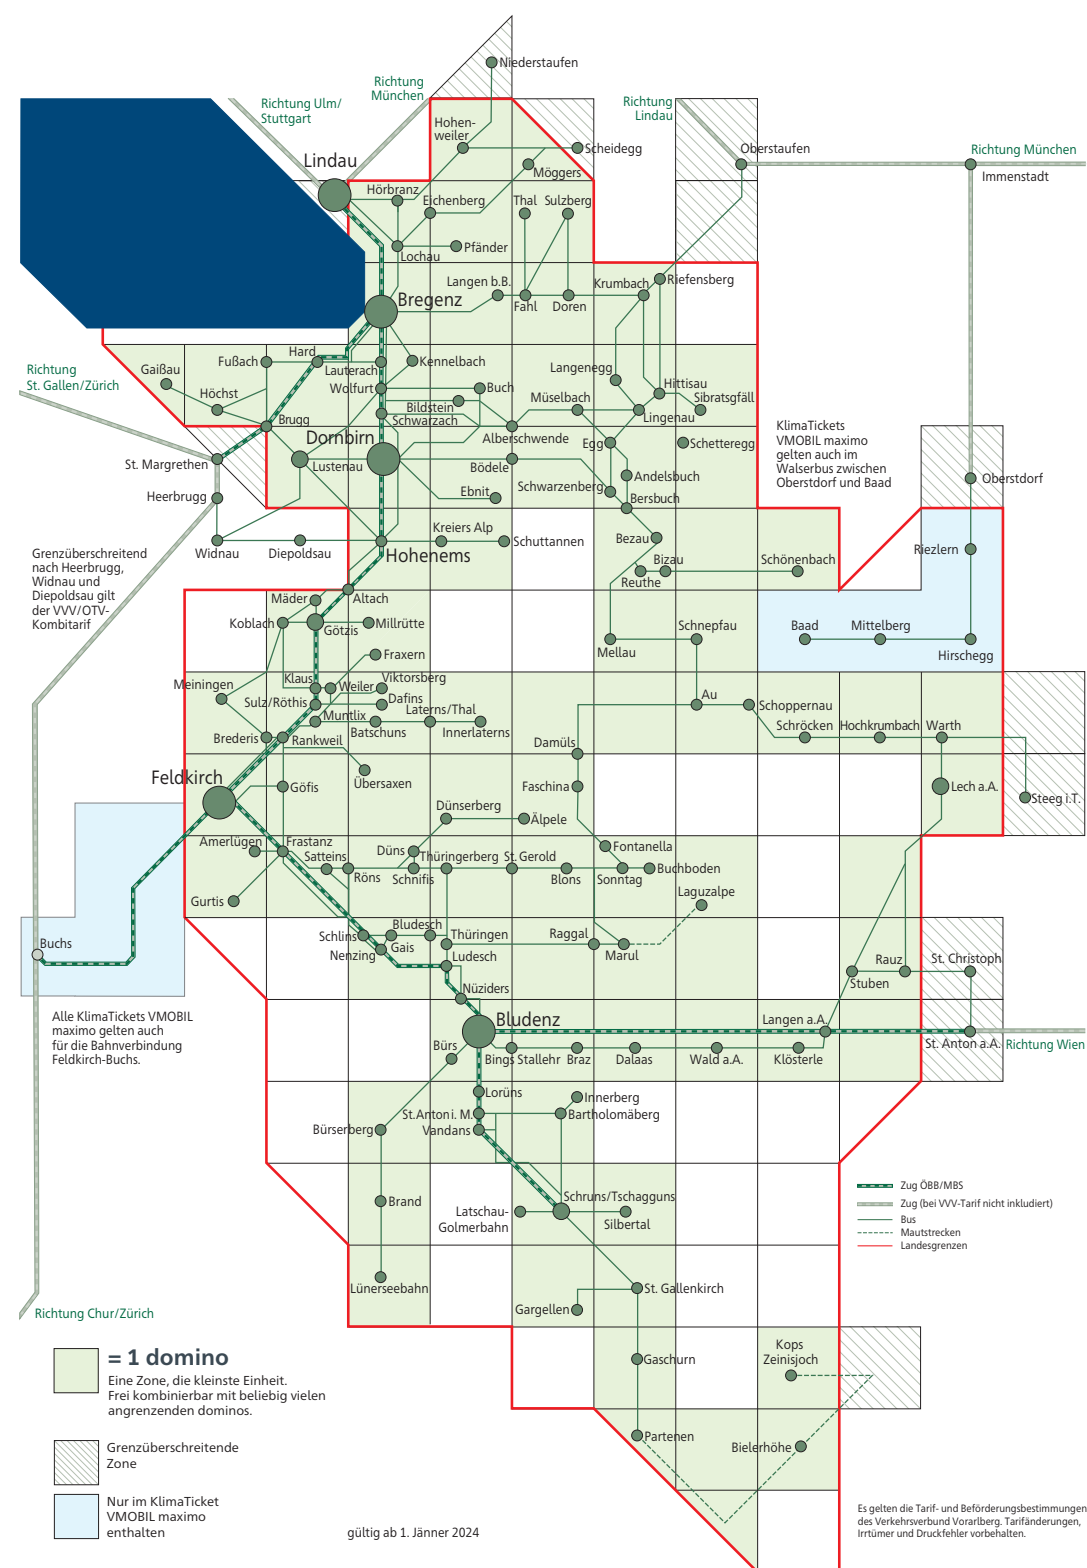 Niederstaufen
Richtung
München
Richtung Ulm/
Stuttgart
Richtung
Lindau
Hohen-
weiler
Scheidegg
Möggers
Oberstaufen
Richtung München
Immenstadt
Lindau
Hörbranz
Eichenberg
Thal
Sulzberg
Lochau
Pfänder
Langen b.B.
Krumbach
Riefensberg
Bregenz
Fahl
Doren
Richtung
St. Gallen/Zürich
Gaißau
Fußach
Hard
Lauterach
Kennelbach
Langenegg
Höchst
Wolfurt
Buch
Müselbach
Hittisau
Sibratsgfäll
Bildstein
Schwarzach
Lingenau
Brugg
Dornbirn
Alberschwende
Egg
Schetteregg
KlimaTickets
VMOBIL maximo
gelten auch im
Walserbus zwischen
Oberstdorf und Baad
St. Margrethen
Lustenau
Bödele
Andelsbuch
Oberstdorf
Heerbrugg
Ebnit
Schwarzenberg
Bersbuch
Widnau
Diepoldsau
Hohenems
Kreiers Alp
Schuttannen
Bezau
Bizau
Schönenbach
Riezlern
Reuthe
Grenzüberschreitend
nach Heerbrugg,
Widnau und
Diepoldsau gilt
der VVV/OTV-
Kombitarif
Mäder
Altach
Koblach
Götzis
Millrütte
Schnepfau
Baad
Mittelberg
Hirschegg
Mellau
Fraxern
Klaus
Weiler
Viktorsberg
Meiningen
Sulz/Röthis
Dafins
Au
Schoppernau
Muntlix
Laterns/Thal
Batschuns
Innerlaterns
Brederis
Rankweil
Damüls
Schröcken
Hochkrumbach
Warth
Feldkirch
Göfis
Übersaxen
Faschina
Lech a.A.
Steeg i.T.
Dünserberg
Älpele
Amerlügen
Frastanz
Satteins
Düns
Thüringerberg
St. Gerold
Fontanella
Röns
Schnifis
Blons
Sonntag
Buchboden
Gurtis
Laguzalpe
Schlins
Bludesch
Thüringen
Raggal
Marul
Buchs
Nenzing
Gais
Ludesch
Rauz
St. Christoph
Stuben
Nüziders
Alle KlimaTickets VMOBIL
maximo gelten auch
für die Bahnverbindung
Feldkirch-Buchs.
Bludenz
Langen a.A.
St. Anton a.A.
Richtung Wien
Bürs
Bings
Stallehr
Braz
Dalaas
Wald a.A.
Klösterle
Lorüns
Innerberg
St.Anton i. M.
Bartholomäberg
Bürserberg
Vandans
Brand
Schruns/Tschagguns
Latschau-
Golmerbahn
Silbertal
Zug ÖBB/MBS
Zug (bei VVV-Tarif nicht inkludiert)
Bus
Mautstrecken
Landesgrenzen
Lünerseebahn
St. Gallenkirch
Gargellen
Richtung Chur/Zürich
Gaschurn
Kops
Zeinisjoch
= 1 domino
Eine Zone, die kleinste Einheit.
Frei kombinierbar mit beliebig vielen
angrenzenden dominos.
Partenen
Bielerhöhe
Grenzüberschreitende
Zone
Nur im KlimaTicket
VMOBIL maximo
enthalten
gültig ab 1. Jänner 2024
Es gelten die Tarif- und Beförderungsbestimmungen
des Verkehrsverbund Vorarlberg. Tarifänderungen,
Irrtümer und Druckfehler vorbehalten.